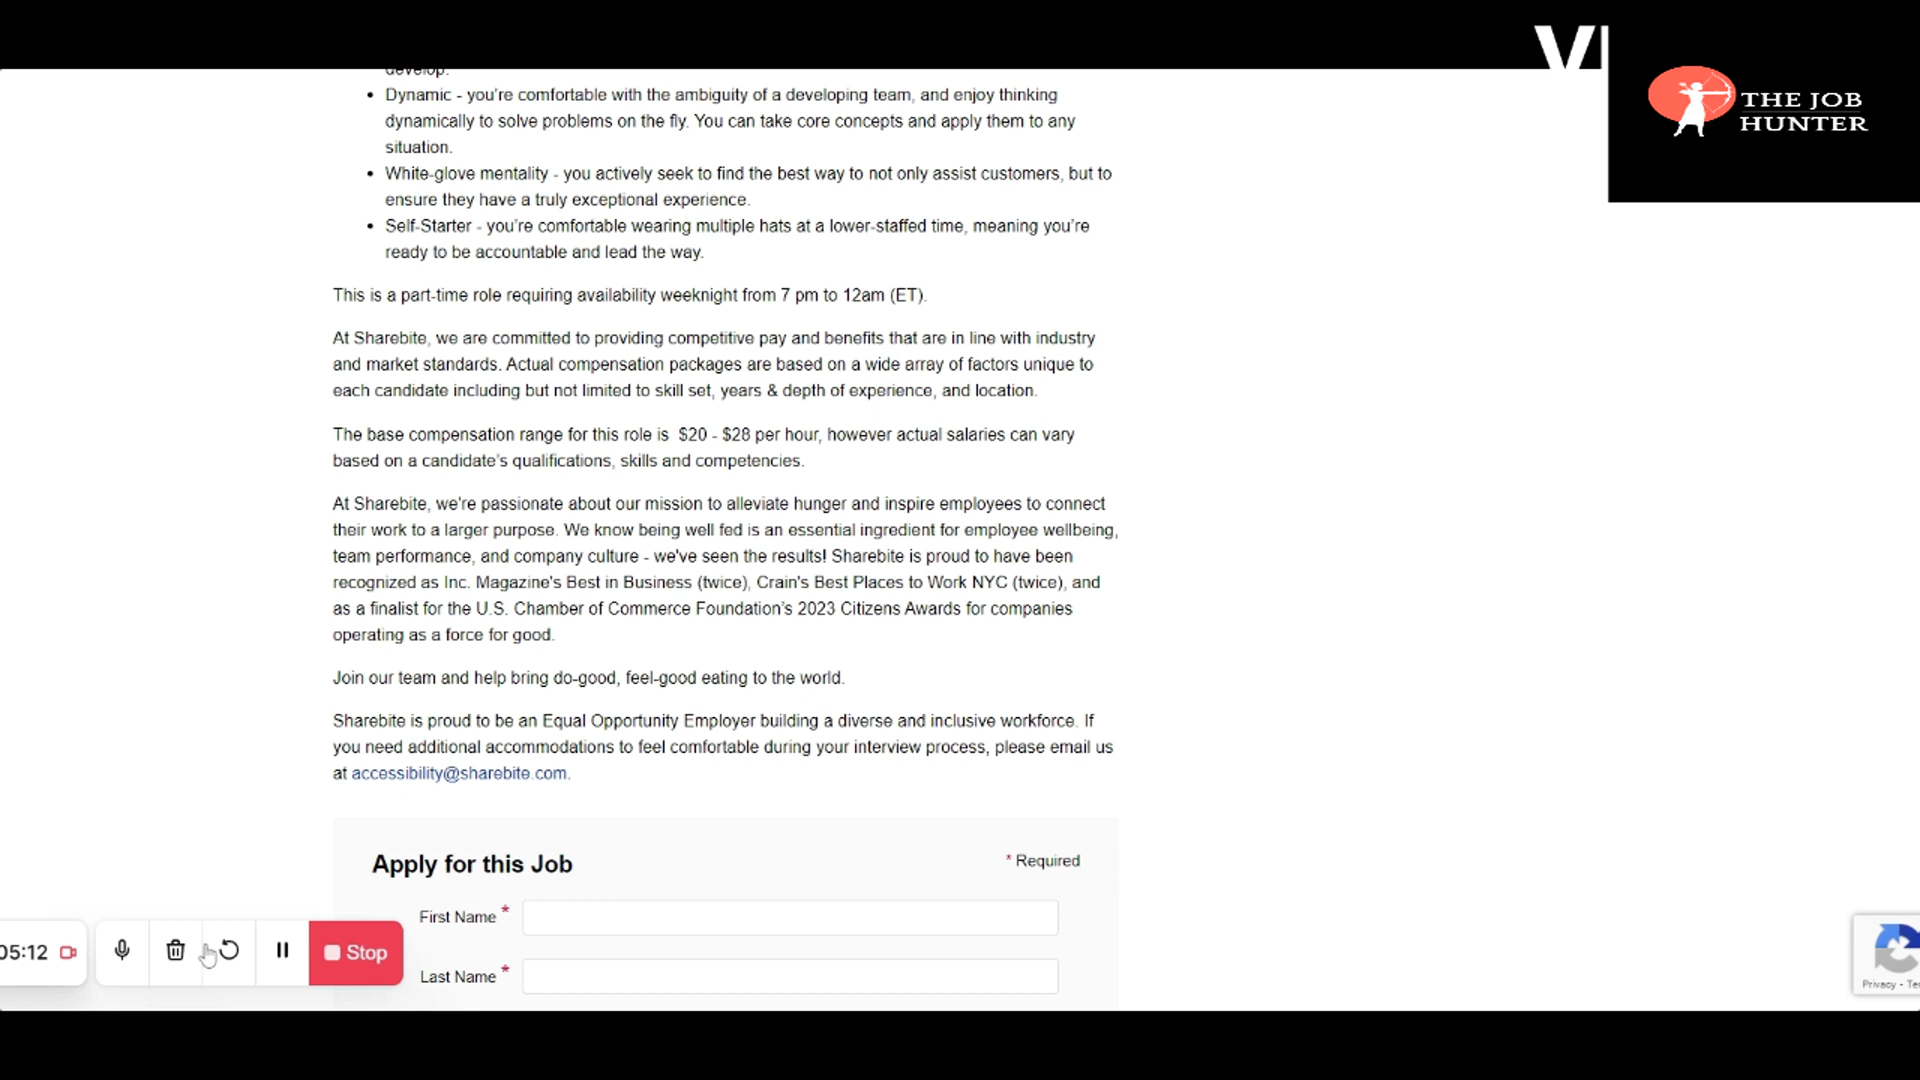 VI
THE JOB
HUNTER
develop.
• Dynamic - you're comfortable with the ambiguity of a developing team, and enjoy thinking
dynamically to solve problems on the fly. You can take core concepts and apply them to any
situation.
• White-glove mentality - you actively seek to find the best way to not only assist customers, but to
ensure they have a truly exceptional experience.
• Self-Starter - you're comfortable wearing multiple hats at a lower-staffed time, meaning you're
ready to be accountable and lead the way.
This is a part-time role requiring availability weeknight from 7 pm to 12am (ET).
At Sharebite, we are committed to providing competitive pay and benefits that are in line with industry
and market standards. Actual compensation packages are based on a wide array of factors unique to
each candidate including but not limited to skill set, years & depth of experience, and location.
The base compensation range for this role is $20 - $28 per hour, however actual salaries can vary
based on a candidate's qualifications, skills and competencies.
At Sharebite, we're passionate about our mission to alleviate hunger and inspire employees to connect
their work to a larger purpose. We know being well fed is an essential ingredient for employee wellbeing,
team performance, and company culture - we've seen the results! Sharebite is proud to have been
recognized as Inc. Magazine's Best in Business (twice), Crain's Best Places to Work NYC (twice), and
as a finalist for the U.S. Chamber of Commerce Foundation's 2023 Citizens Awards for companies
operating as a force for good.
Join our team and help bring do-good, feel-good eating to the world.
Sharebite is proud to be an Equal Opportunity Employer building a diverse and inclusive workforce. If
you need additional accommodations to feel comfortable during your interview process, please email us
at accessibility@sharebite.com.
Apply for this Job
* Required
First Name *
Last Name *
05:12
Stop
Privacy - Te